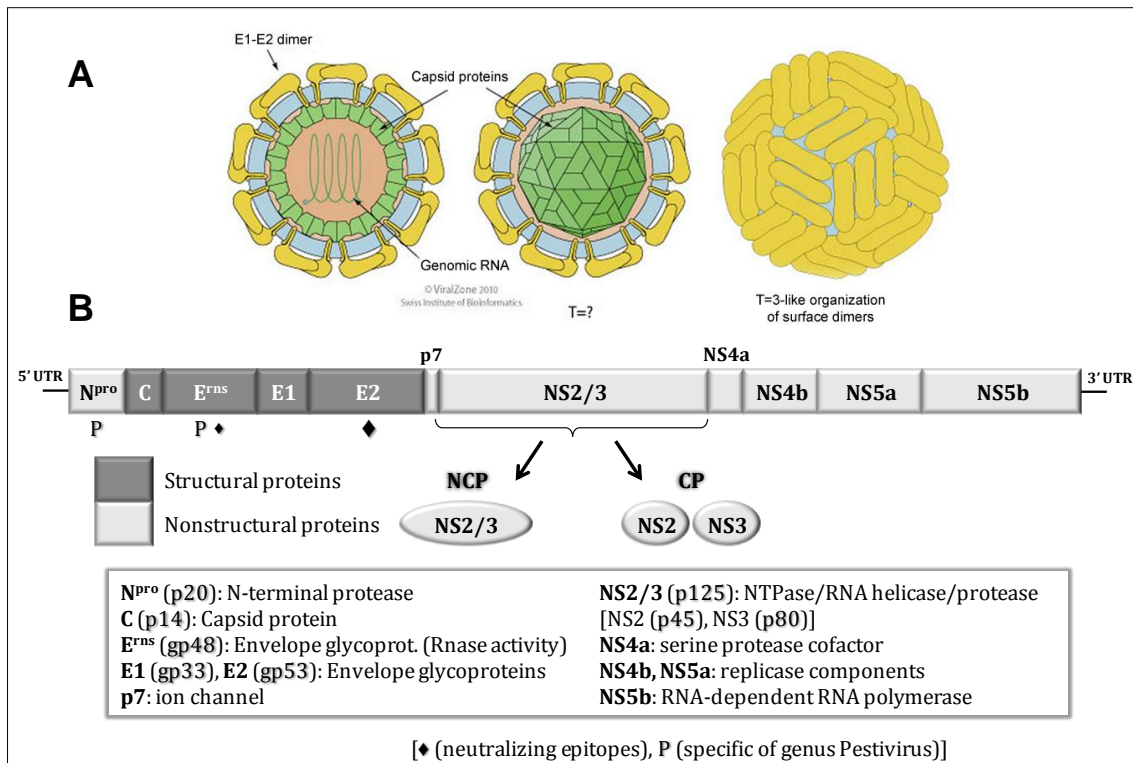 A
E1-E2 dimer
Capsid proteins
Genomic RNA
© ViralZone 2010
Swiss Institute of Bioinformatics
T=?
T=3-like organization
of surface dimers
B
p7
NS4a
5' UTR
N^pro
C
E^rns
E1
E2
NS2/3
NS4b
NS5a
NS5b
3' UTR
P
P ♦
♦
Structural proteins
Nonstructural proteins
NCP
NS2/3
CP
NS2
NS3
N^pro (p20): N-terminal protease
C (p14): Capsid protein
E^rns (gp48): Envelope glycoprot. (Rnase activity)
E1 (gp33), E2 (gp53): Envelope glycoproteins
p7: ion channel
NS2/3 (p125): NTPase/RNA helicase/protease
[NS2 (p45), NS3 (p80)]
NS4a: serine protease cofactor
NS4b, NS5a: replicase components
NS5b: RNA-dependent RNA polymerase
[♦ (neutralizing epitopes), P (specific of genus Pestivirus)]